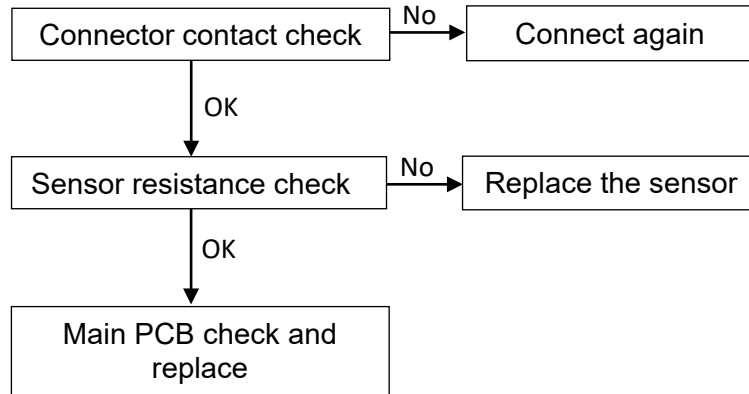 Connector contact check
No
Connect again
OK
Sensor resistance check
No
Replace the sensor
OK
Main PCB check and
replace